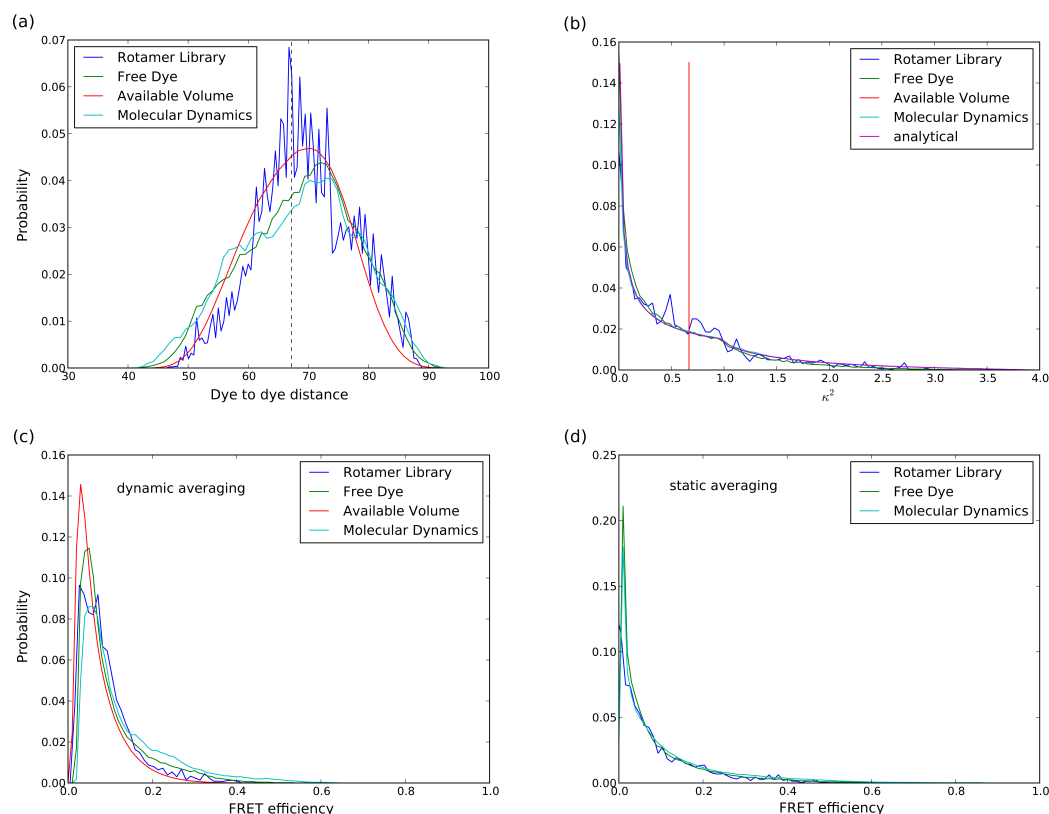 (a)
0.07
0.06
0.05
0.04
0.03
0.02
0.01
0.00
Probability
Rotamer Library
Free Dye
Available Volume
Molecular Dynamics
30 40 50 60 70 80 90 100
Dye to dye distance
(b)
0.16
0.14
0.12
0.10
0.08
0.06
0.04
0.02
0.00
Rotamer Library
Free Dye
Available Volume
Molecular Dynamics
analytical
0.0 0.5 1.0 1.5 2.0 2.5 3.0 3.5 4.0
κ²
(c)
0.16
0.14
0.12
0.10
0.08
0.06
0.04
0.02
0.00
Probability
dynamic averaging
Rotamer Library
Free Dye
Available Volume
Molecular Dynamics
0.0 0.2 0.4 0.6 0.8 1.0
FRET efficiency
(d)
0.25
0.20
0.15
0.10
0.05
0.00
static averaging
Rotamer Library
Free Dye
Molecular Dynamics
0.0 0.2 0.4 0.6 0.8 1.0
FRET efficiency